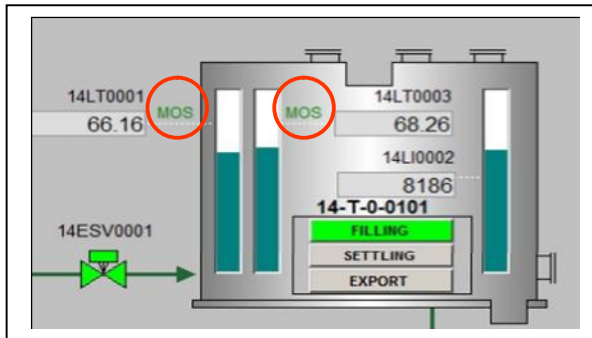 14LT0001
MOS
66.16
MOS
14LT0003
68.26
14LI0002
8186
14-T-0-0101
FILLING
SETTLING
EXPORT
14ESV0001